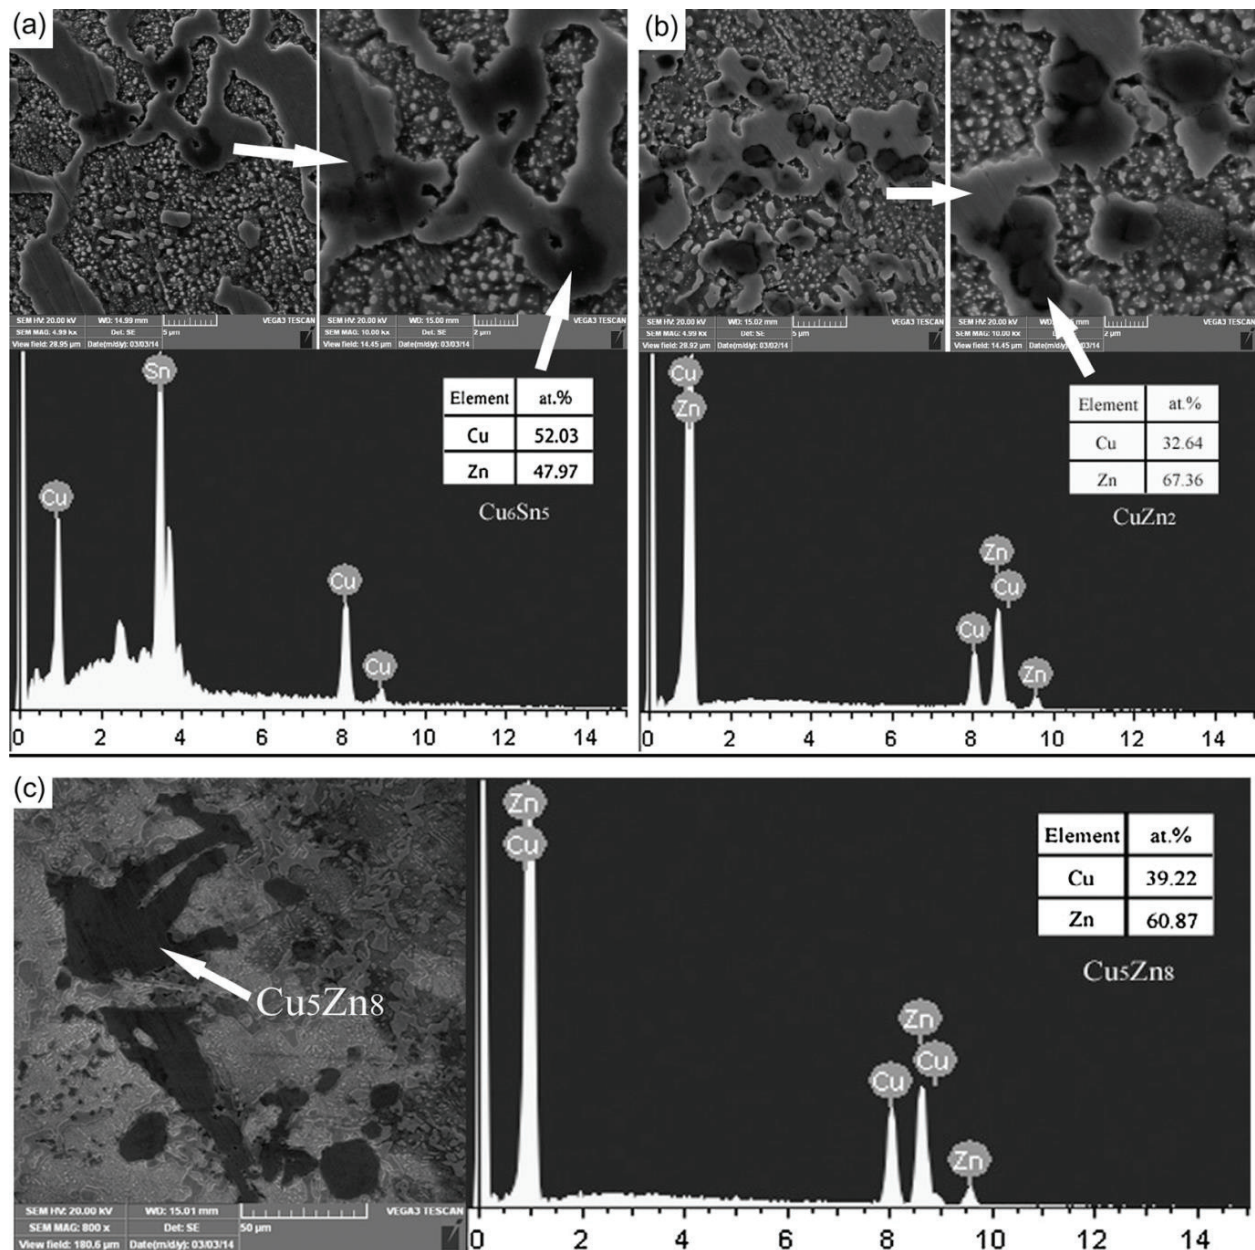 (a)
(b)
SEM HV: 20.00 kV WD: 14.99 mm VEGA3 TESCAN
SEM MAG: 4.99 kx Det: SE 5 µm
View field: 28.95 µm Date(m/d/y): 03/03/14
SEM HV: 20.00 kV WD: 15.00 mm VEGA3 TESCAN
SEM MAG: 10.00 kx Det: SE 2 µm
View field: 14.45 µm Date(m/d/y): 03/03/14
SEM HV: 20.00 kV WD: 15.02 mm VEGA3 TESCAN
SEM MAG: 4.99 kx Det: SE 5 µm
View field: 28.92 µm Date(m/d/y): 03/02/14
SEM HV: 20.00 kV VEGA3 TESCAN
SEM MAG: 10.00 kx 2 µm
View field: 14.45 µm Date(m/d/y): 03/03/14
Sn
Cu
Cu
Cu
Element at.%
Cu 52.03
Zn 47.97
Cu₆Sn₅
0 2 4 6 8 10 12 14
Cu
Zn
Zn
Cu
Cu
Zn
Element at.%
Cu 32.64
Zn 67.36
CuZn₂
0 2 4 6 8 10 12 14
(c)
Cu₅Zn₈
SEM HV: 20.00 kV WD: 15.01 mm VEGA3 TESCAN
SEM MAG: 800 x Det: SE 50 µm
View field: 180.6 µm Date(m/d/y): 03/03/14
Zn
Cu
Zn
Cu
Cu
Zn
Element at.%
Cu 39.22
Zn 60.87
Cu₅Zn₈
0 2 4 6 8 10 12 14